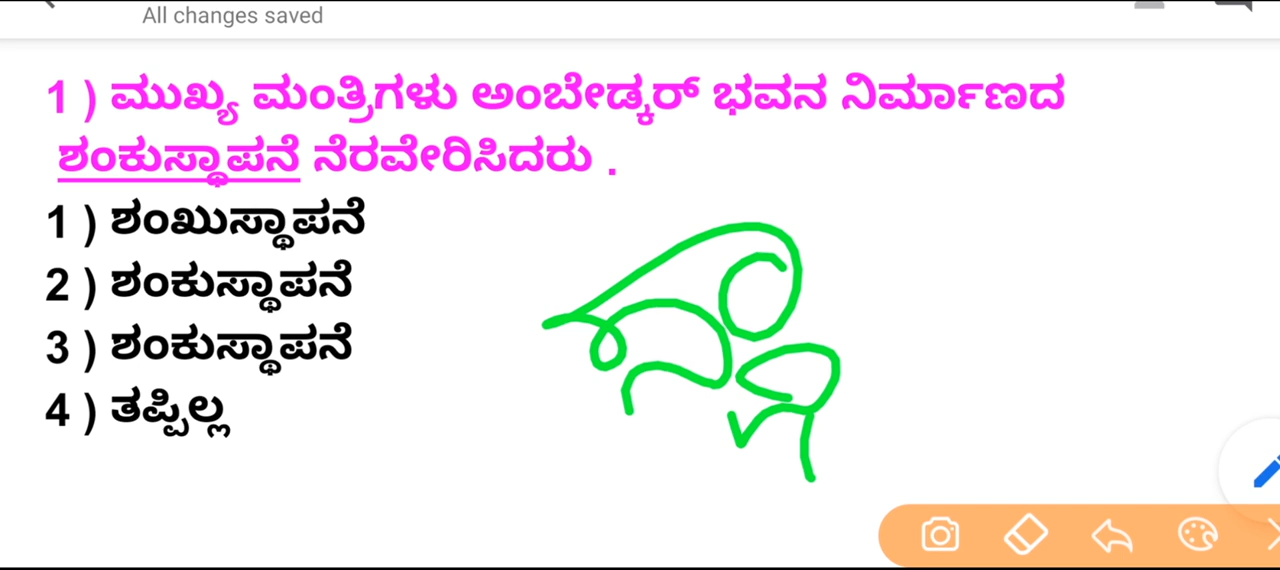 All changes saved
1 ) ಮುಖ್ಯ ಮಂತ್ರಿಗಳು ಅಂಬೇಡ್ಕರ್ ಭವನ ನಿರ್ಮಾಣದ
ಶಂಕುಸ್ಥಾಪನೆ ನೆರವೇರಿಸಿದರು .
1 ) ಶಂಖುಸ್ಥಾಪನೆ
2 ) ಶಂಕುಸ್ಥಾಪನೆ
3 ) ಶಂಕುಸ್ಥಾಪನೆ
4 ) ತಪ್ಪಿಲ್ಲ